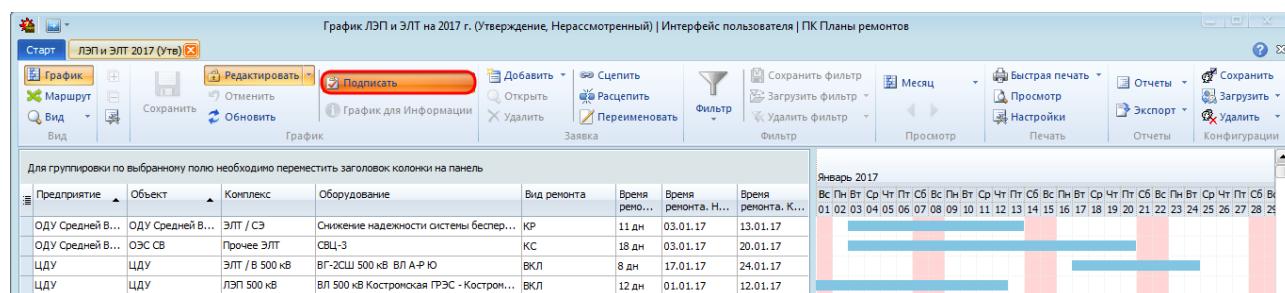 График ЛЭП и ЭЛТ на 2017 г. (Утверждение, Нерассмотренный) | Интерфейс пользователя | ПК Планы ремонтов
Старт ЛЭП и ЭЛТ 2017 (Утв)
График Редактировать Подписать Добавить Сцепить Сохранить фильтр Месяц Быстрая печать Отчеты Сохранить
Маршрут Сохранить Отменить График для Информации Открыть Расцепить Фильтр Загрузить фильтр Просмотр Экспорт Загрузить
Вид Обновить Удалить Переименовать Удалить фильтр Настройки Удалить
Вид График Заявка Фильтр Просмотр Печать Отчеты Конфигурации
Для группировки по выбранному полю необходимо переместить заголовок колонки на панель
Январь 2017
Предприятие Объект Комплекс Оборудование Вид ремонта Время ремо... Время ремонта. Н... Время ремонта. К... Вс Пн Вт Ср Чт Пт Сб Вс Пн Вт Ср Чт Пт Сб Вс Пн Вт Ср Чт Пт Сб Вс Пн Вт Ср Чт Пт Сб Вс
01 02 03 04 05 06 07 08 09 10 11 12 13 14 15 16 17 18 19 20 21 22 23 24 25 26 27 28 29
ОДУ Средней В... ОДУ Средней В... ЭЛТ / СЭ Снижение надежности системы беспер... КР 11 дн 03.01.17 13.01.17
ОДУ Средней В... ОЭС СВ Прочее ЭЛТ СВЦ-3 КС 18 дн 03.01.17 20.01.17
ЦДУ ЦДУ ЭЛТ / В 500 кВ ВГ-2СШ 500 кВ ВЛ А-Р Ю ВКЛ 8 дн 17.01.17 24.01.17
ЦДУ ЦДУ ЛЭП 500 кВ ВЛ 500 кВ Костромская ГРЭС - Костром... ВКЛ 12 дн 01.01.17 12.01.17